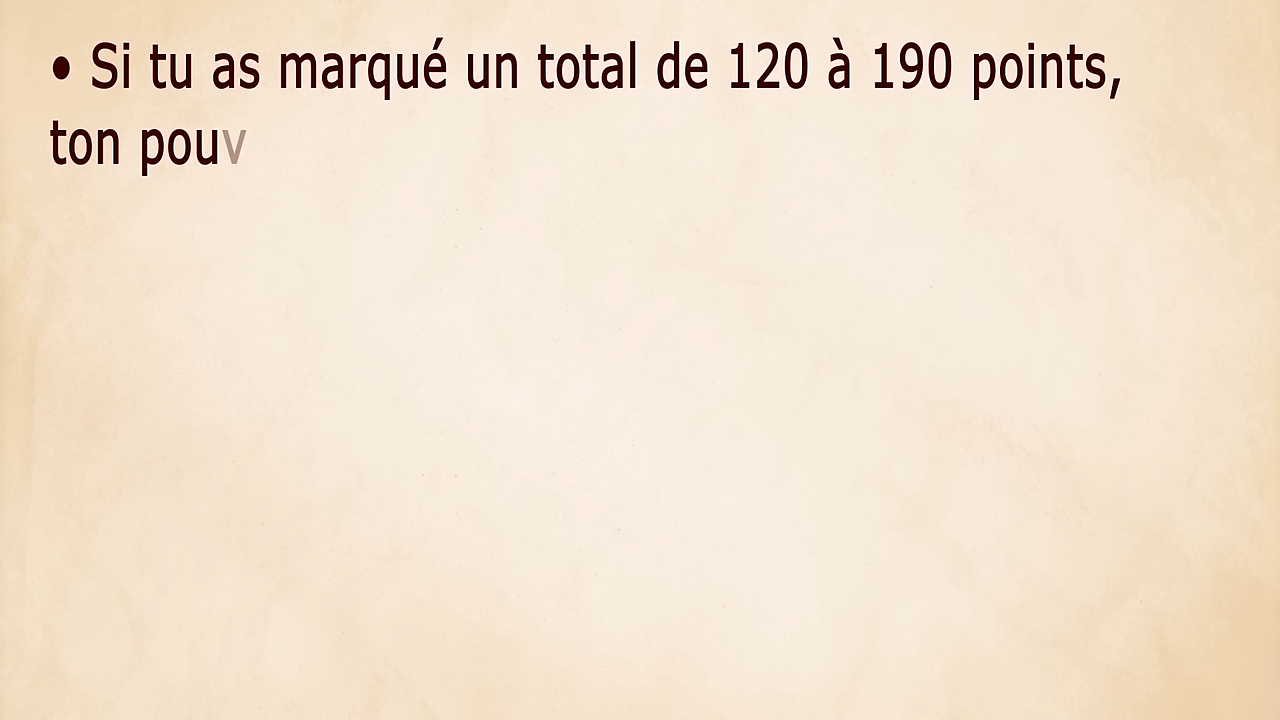 • Si tu as marqué un total de 120 à 190 points,
ton pouv